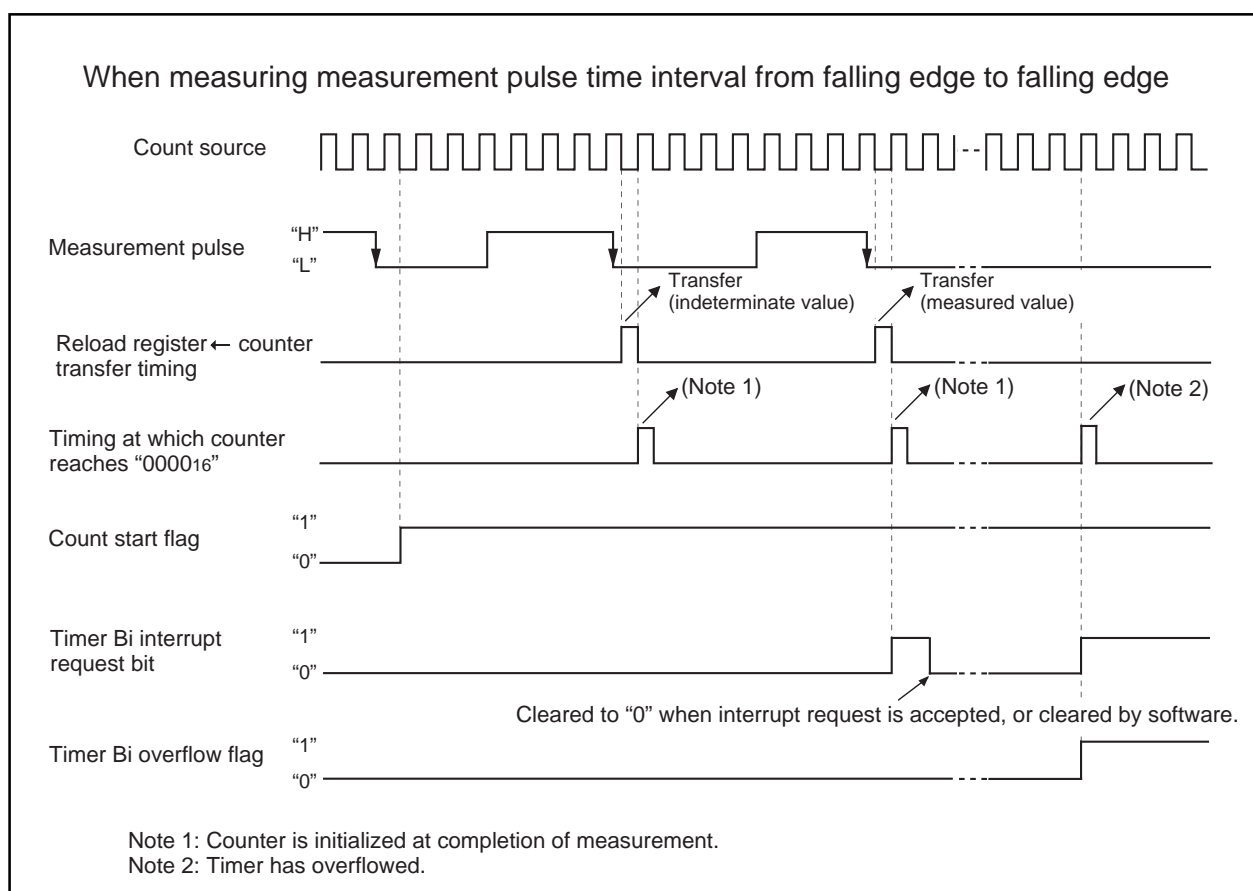 When measuring measurement pulse time interval from falling edge to falling edge
Count source
Measurement pulse
“H”
“L”
Transfer
(indeterminate value)
Transfer
(measured value)
Reload register ← counter
transfer timing
(Note 1)
(Note 1)
(Note 2)
Timing at which counter
reaches “000016”
Count start flag
“1”
“0”
Timer Bi interrupt
request bit
“1”
“0”
Cleared to “0” when interrupt request is accepted, or cleared by software.
Timer Bi overflow flag
“1”
“0”
Note 1: Counter is initialized at completion of measurement.
Note 2: Timer has overflowed.